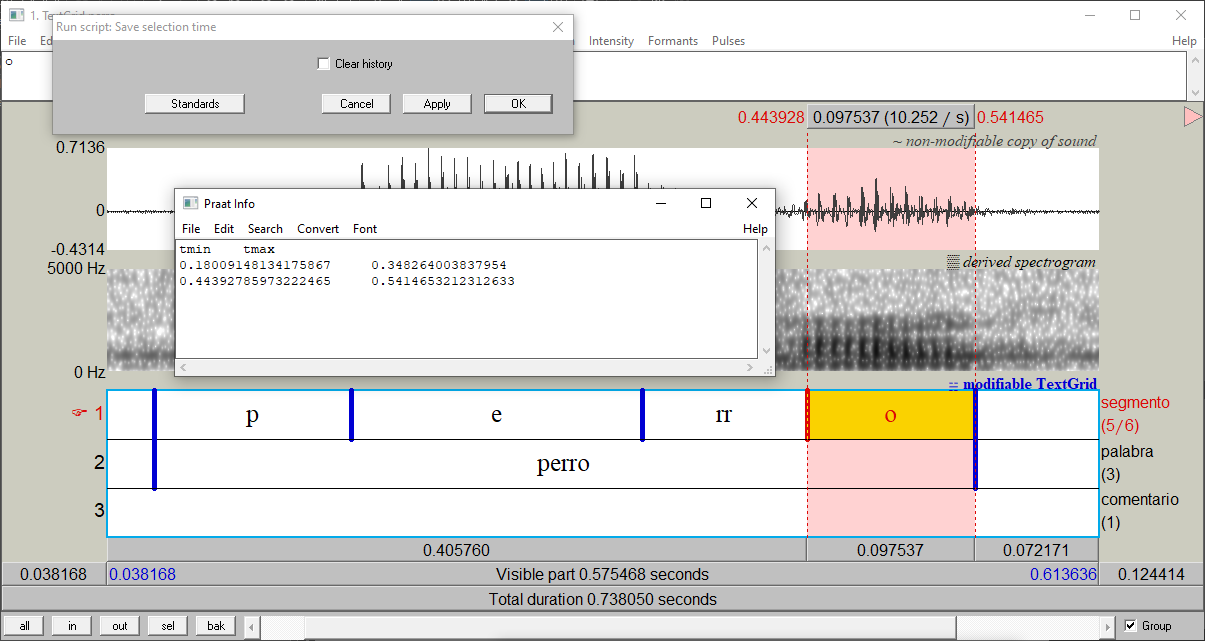 1. TextGrid perro
Run script: Save selection time
File Ed Intensity Formants Pulses Help
o
Clear history
Standards Cancel Apply OK
0.443928 0.097537 (10.252 / s) 0.541465
~ non-modifiable copy of sound
0.7136
0
-0.4314
5000 Hz
derived spectrogram
0 Hz
Praat Info
File Edit Search Convert Font Help
tmin tmax
0.18009148134175867 0.348264003837954
0.44392785973222465 0.5414653212312633
modifiable TextGrid
1 p e rr o segmento
(5/6)
2 perro palabra
(3)
3 comentario
(1)
0.405760 0.097537 0.072171
0.038168 0.038168 Visible part 0.575468 seconds 0.613636 0.124414
Total duration 0.738050 seconds
all in out sel bak Group